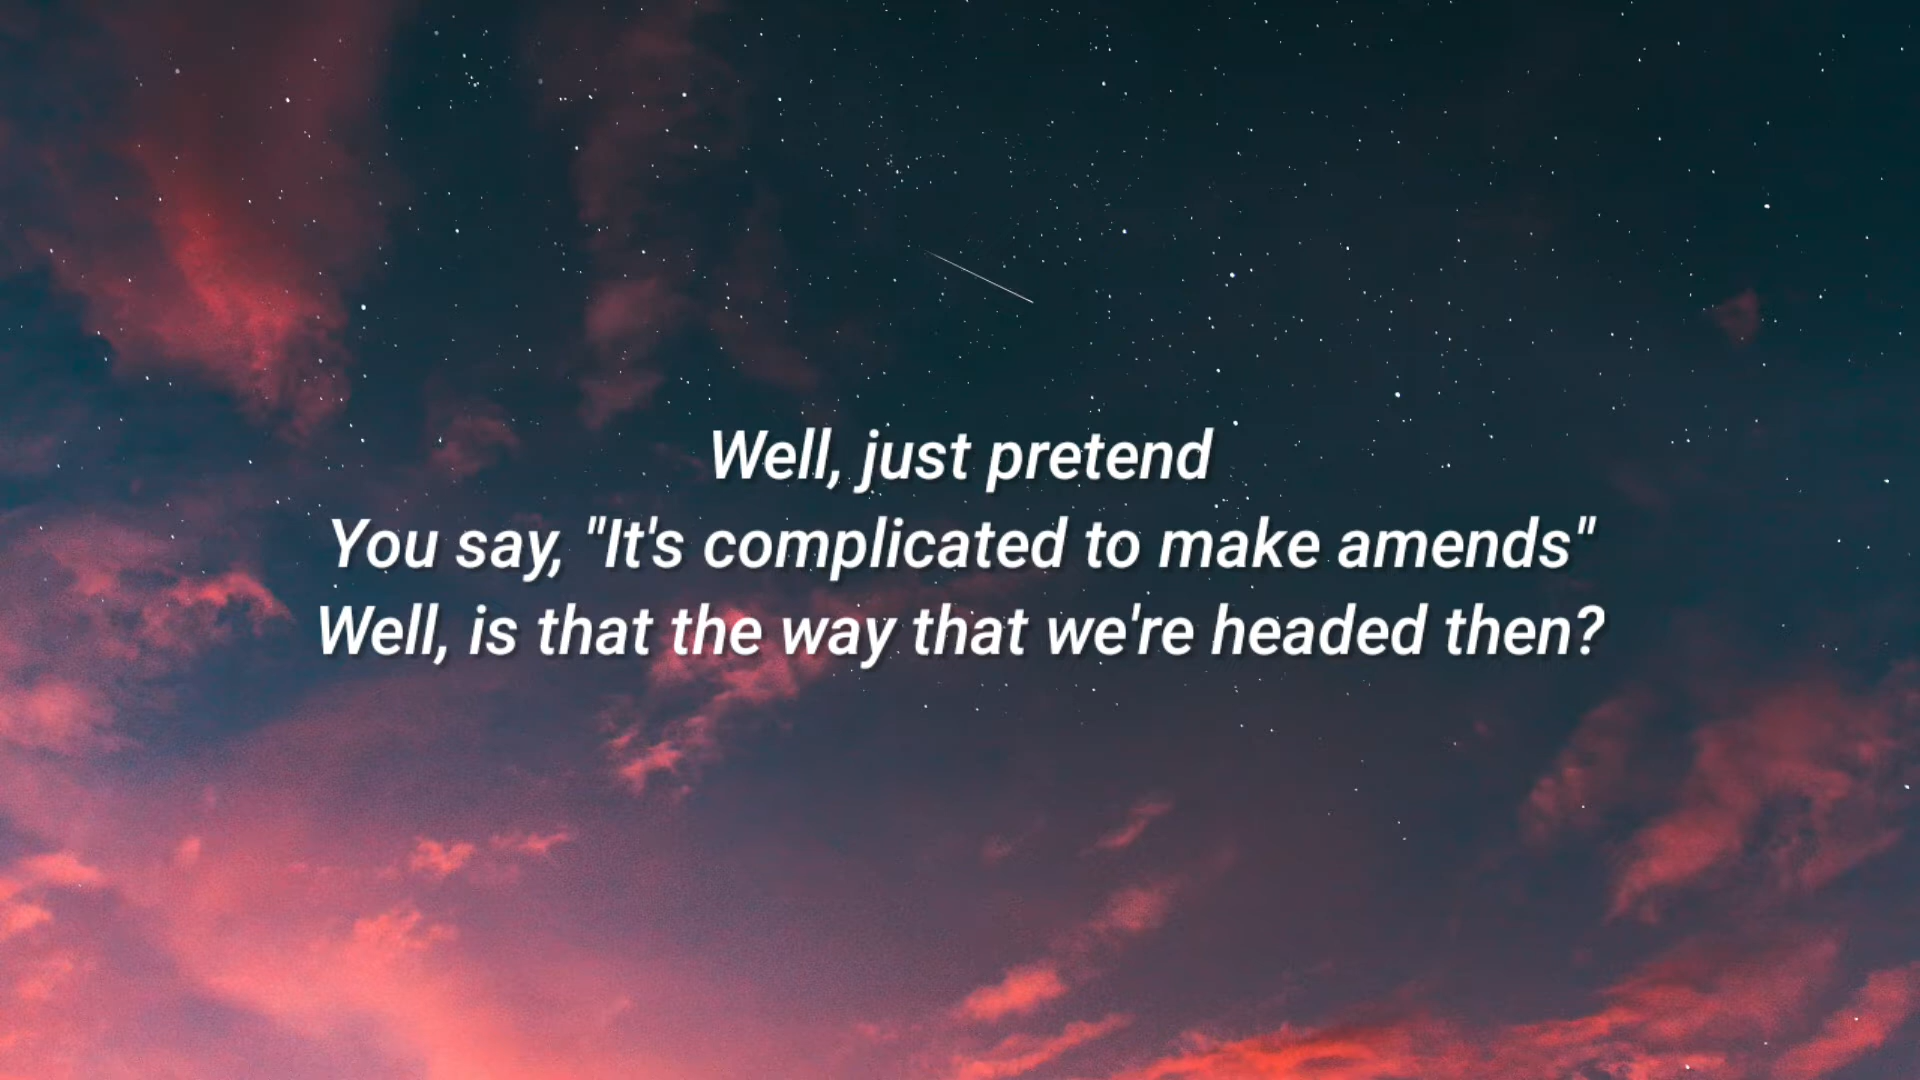 Well, just pretend
You say, "It's complicated to make amends"
Well, is that the way that we're headed then?